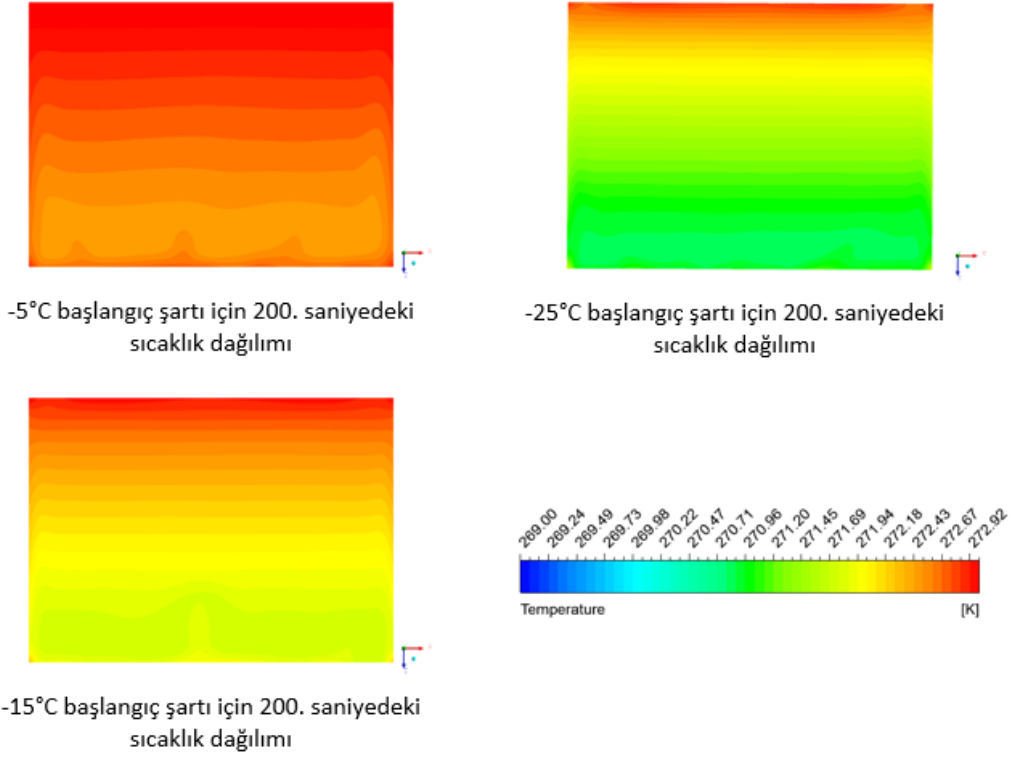 -5°C başlangıç şartı için 200. saniyedeki
sıcaklık dağılımı
-25°C başlangıç şartı için 200. saniyedeki
sıcaklık dağılımı
-15°C başlangıç şartı için 200. saniyedeki
sıcaklık dağılımı
269.00 269.24 269.49 269.73 269.98 270.22 270.47 270.71 270.96 271.20 271.45 271.69 271.94 272.18 272.43 272.67 272.92
Temperature [K]